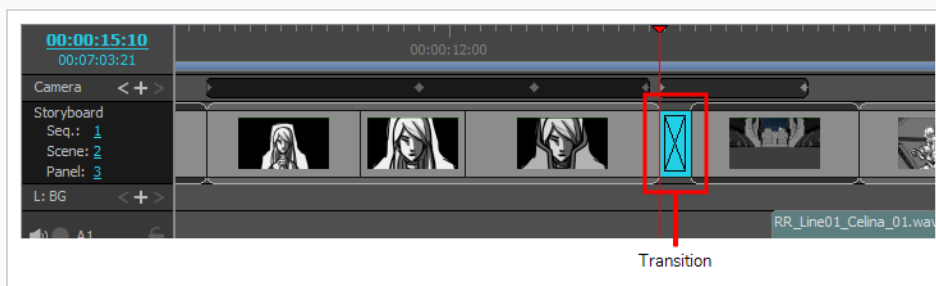 00:00:15:10
00:07:03:21
00:00:12:00
Camera
Storyboard
Seq.: 1
Scene: 2
Panel: 3
L: BG
A1
RR_Line01_Celina_01.wav
Transition